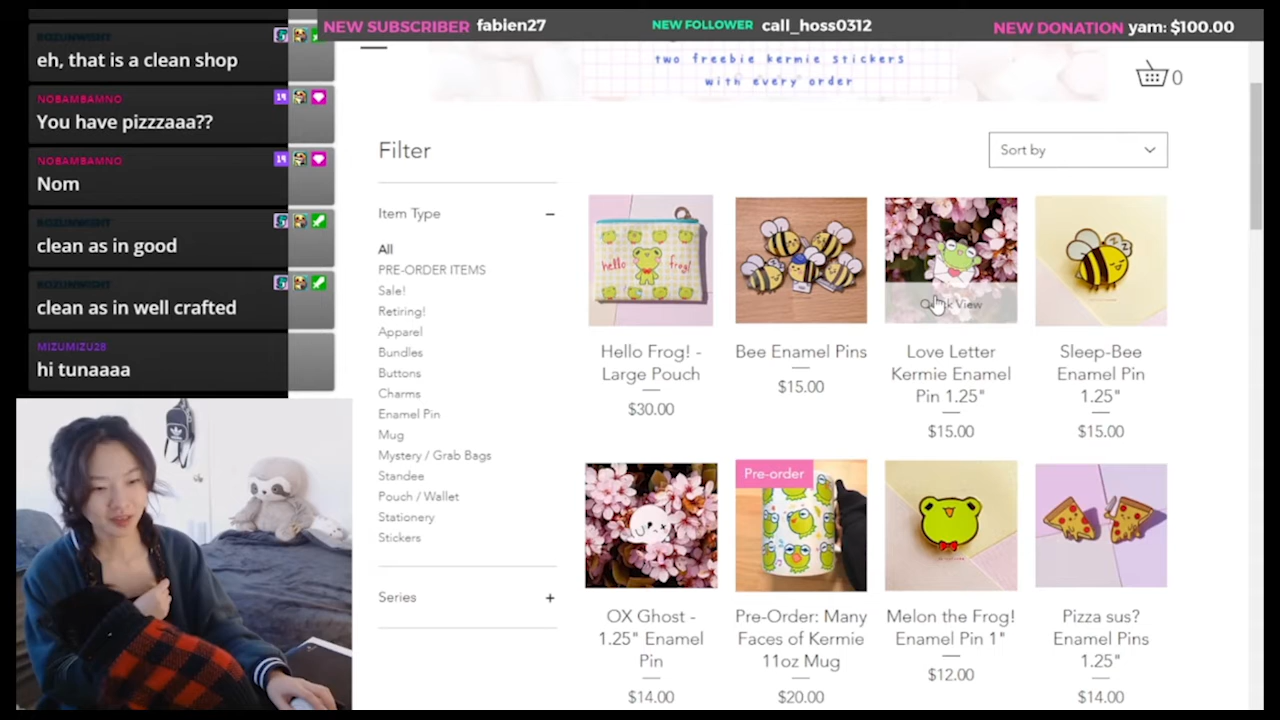 NEW SUBSCRIBER fabien27
NEW FOLLOWER call_hoss0312
NEW DONATION yam: $100.00
eh, that is a clean shop
NOBAMBAMNO
You have pizzzaaa??
NOBAMBAMNO
Nom
clean as in good
clean as in well crafted
MIZUMIZU28
hi tunaaaa
two freebie kermie stickers
with every order
0
Filter
Sort by
Item Type
All
PRE-ORDER ITEMS
Sale!
Retiring!
Apparel
Bundles
Buttons
Charms
Enamel Pin
Mug
Mystery / Grab Bags
Standee
Pouch / Wallet
Stationery
Stickers
Series
hello frog!
Hello Frog! -
Large Pouch
$30.00
Bee Enamel Pins
$15.00
Quick View
Love Letter
Kermie Enamel
Pin 1.25"
$15.00
Sleep-Bee
Enamel Pin
1.25"
$15.00
OX Ghost -
1.25" Enamel
Pin
$14.00
Pre-order
Pre-Order: Many
Faces of Kermie
11oz Mug
$20.00
Melon the Frog!
Enamel Pin 1"
$12.00
Pizza sus?
Enamel Pins
1.25"
$14.00